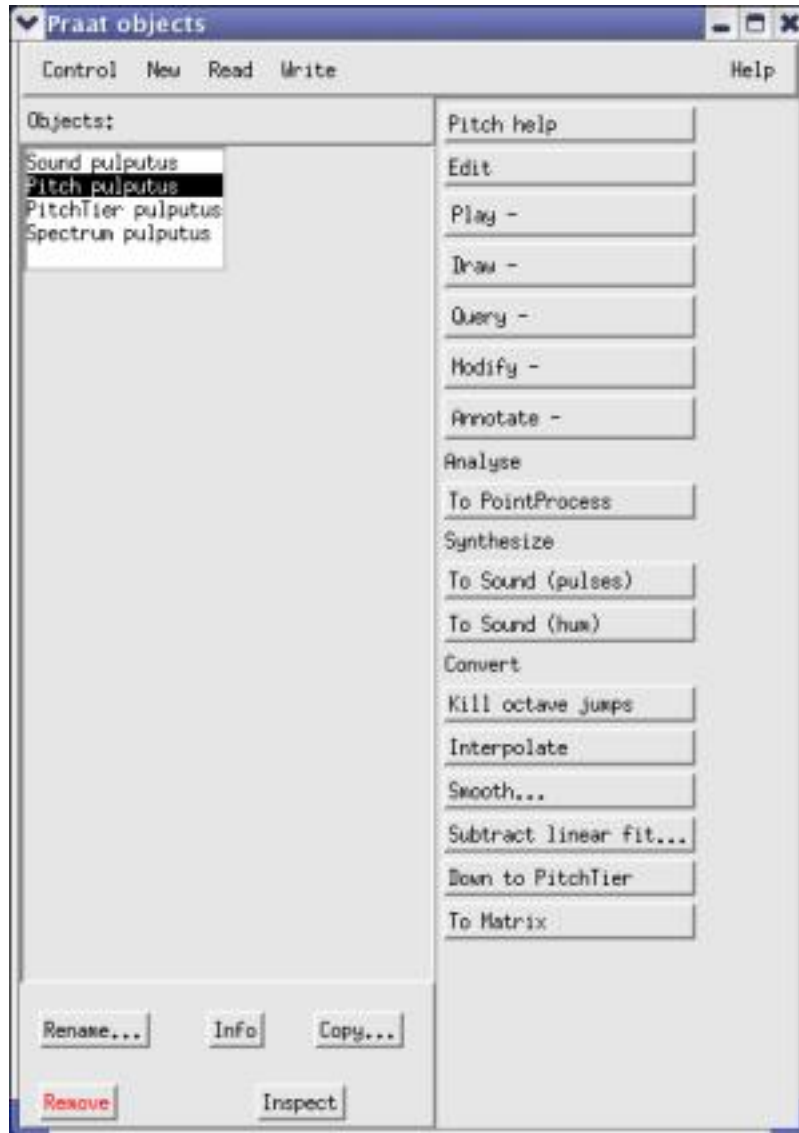 Praat objects
Control New Read Write Help
Objects:
Sound pulputus
Pitch pulputus
PitchTier pulputus
Spectrum pulputus
Pitch help
Edit
Play -
Draw -
Query -
Modify -
Annotate -
Analyse
To PointProcess
Synthesize
To Sound (pulses)
To Sound (hum)
Convert
Kill octave jumps
Interpolate
Smooth...
Subtract linear fit...
Down to PitchTier
To Matrix
Rename... Info Copy...
Remove Inspect